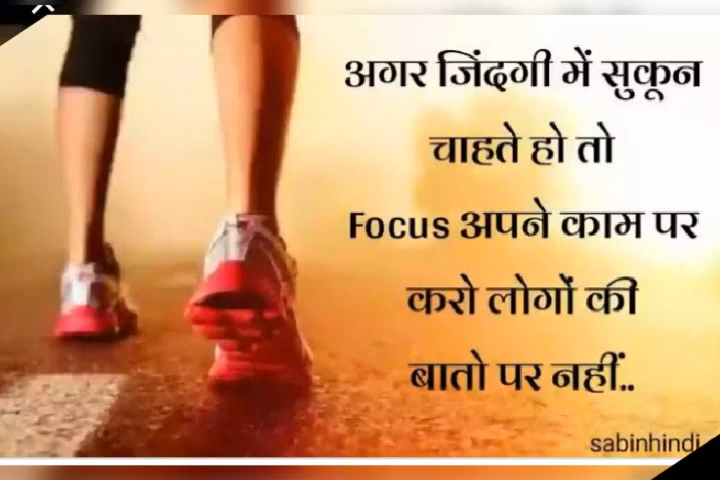 अगर जिंदगी में सुकून
चाहते हो तो
Focus अपने काम पर
करो लोगों की
बातो पर नहीं..
sabinhindi